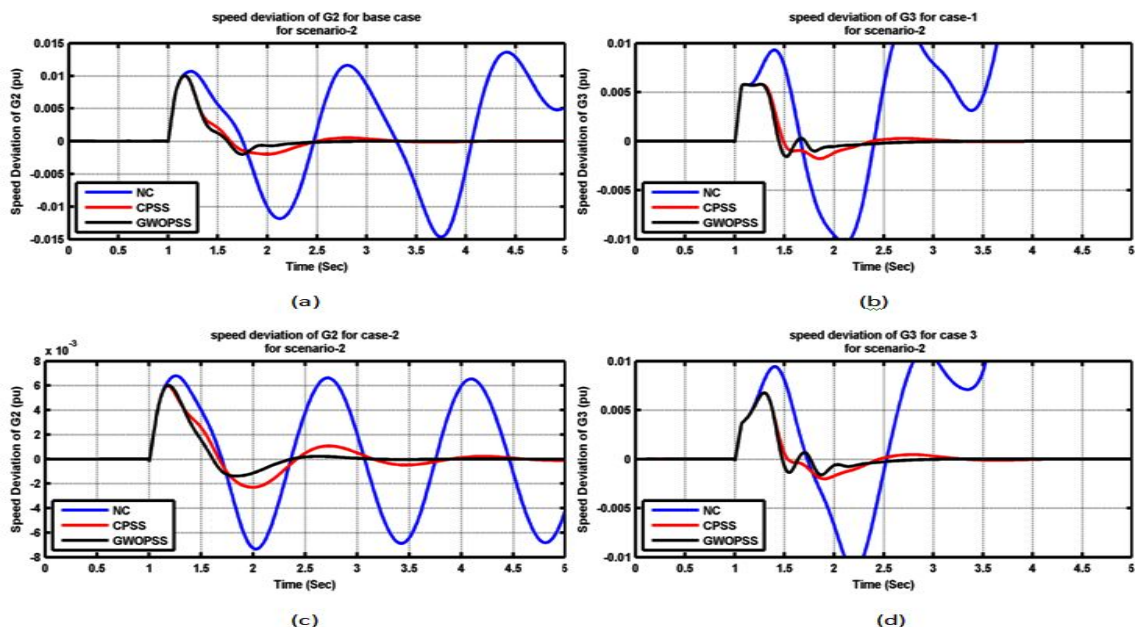 speed deviation of G2 for base case
for scenario-2
Speed Deviation of G2 (pu)
0.015
0.01
0.005
0
-0.005
-0.01
-0.015
NC
CPSS
GWOPSS
0 0.5 1 1.5 2 2.5 3 3.5 4 4.5 5
Time (Sec)
(a)
speed deviation of G3 for case-1
for scenario-2
Speed Deviation of G3 (pu)
0.01
0.005
0
-0.005
-0.01
NC
CPSS
GWOPSS
0 0.5 1 1.5 2 2.5 3 3.5 4 4.5 5
Time (Sec)
(b)
speed deviation of G2 for case-2
for scenario-2
x 10-3
Speed Deviation of G2 (pu)
8
6
4
2
0
-2
-4
-6
-8
NC
CPSS
GWOPSS
0 0.5 1 1.5 2 2.5 3 3.5 4 4.5 5
Time (Sec)
(c)
speed deviation of G3 for case 3
for scenario-2
Speed Deviation of G3 (pu)
0.01
0.005
0
-0.005
-0.01
NC
CPSS
GWOPSS
0 0.5 1 1.5 2 2.5 3 3.5 4 4.5 5
Time (Sec)
(d)